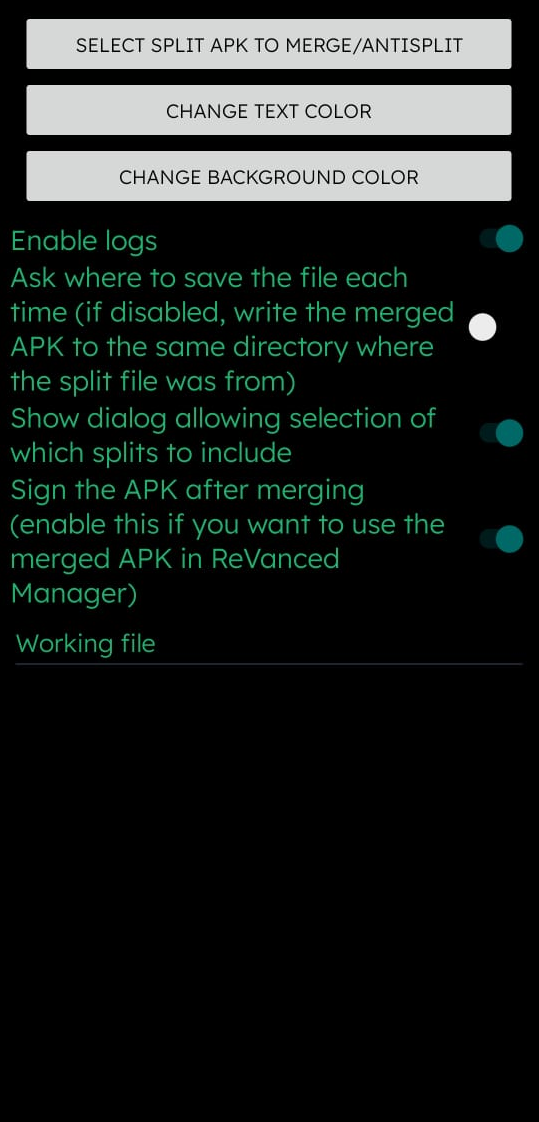 SELECT SPLIT APK TO MERGE/ANTISPLIT
CHANGE TEXT COLOR
CHANGE BACKGROUND COLOR
Enable logs
Ask where to save the file each
time (if disabled, write the merged
APK to the same directory where
the split file was from)
Show dialog allowing selection of
which splits to include
Sign the APK after merging
(enable this if you want to use the
merged APK in ReVanced
Manager)
Working file